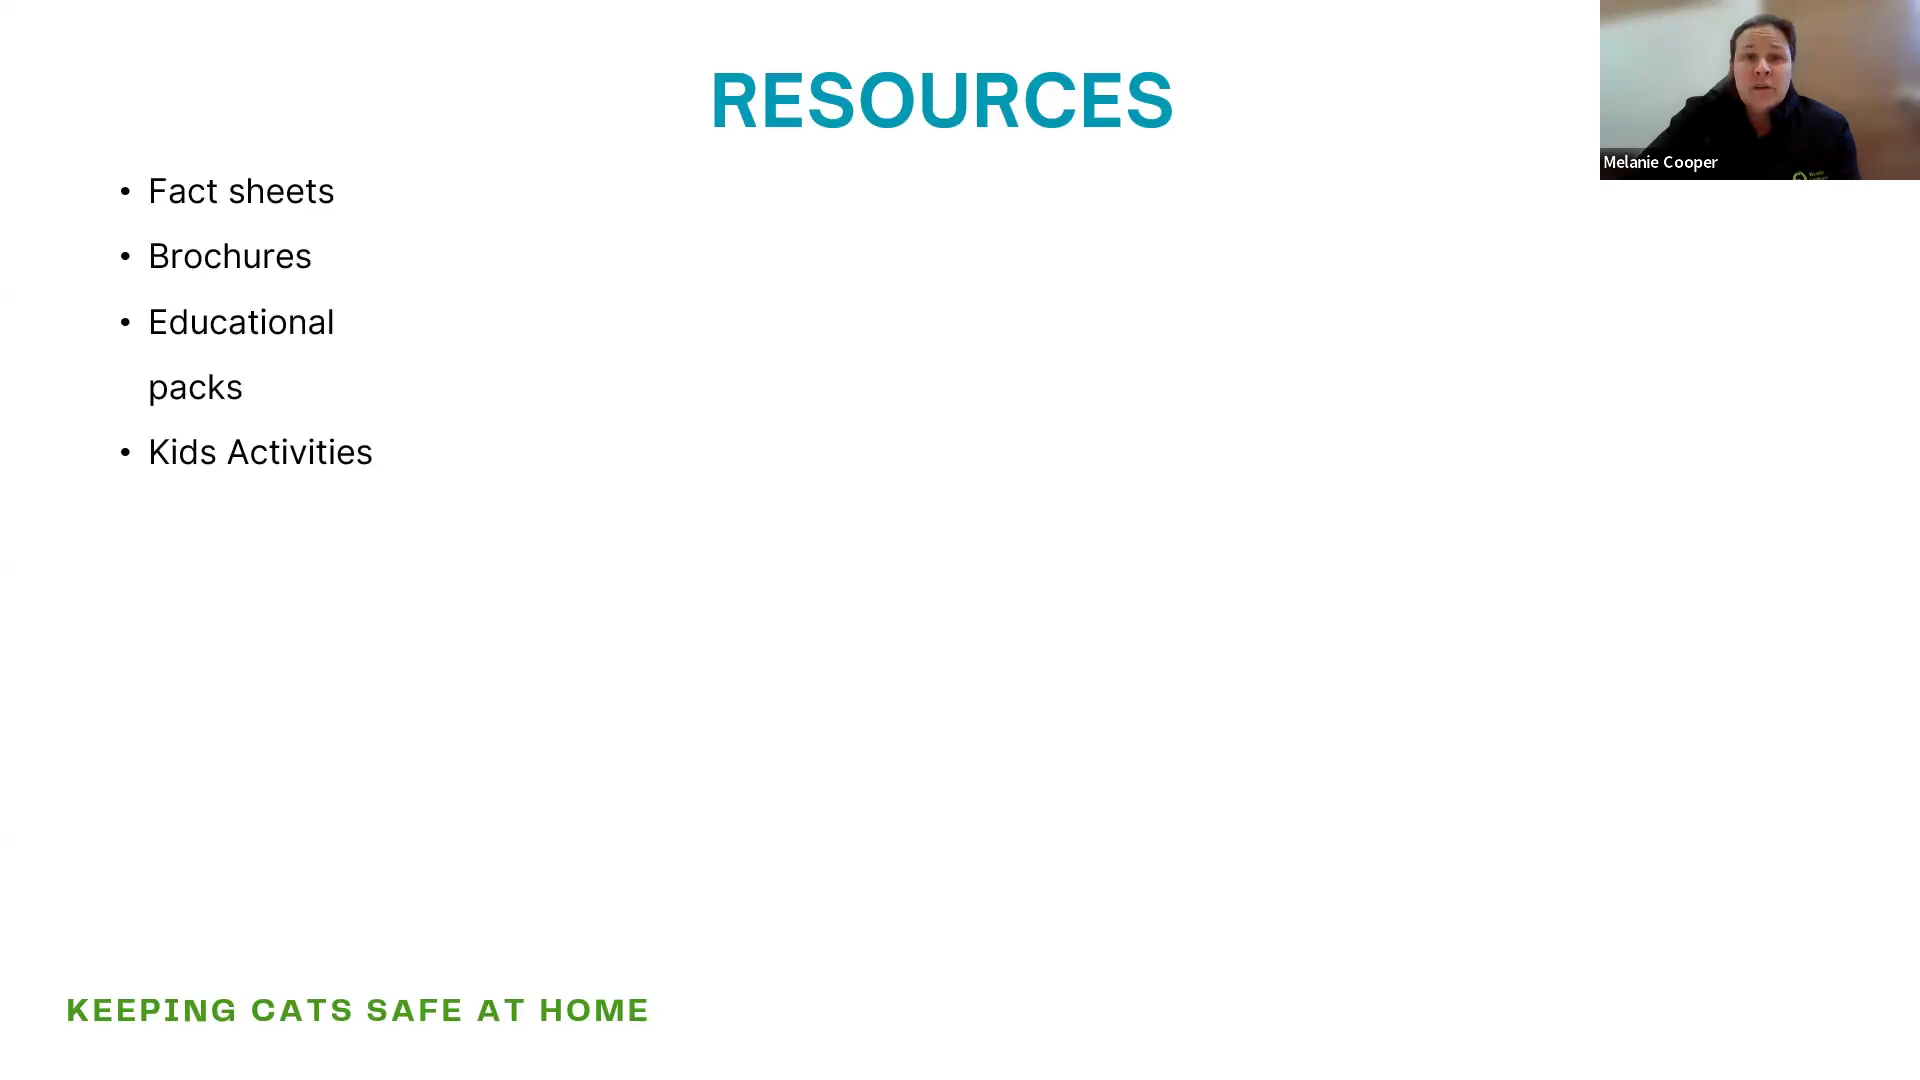 RESOURCES
Melanie Cooper
• Fact sheets
• Brochures
• Educational
packs
• Kids Activities
KEEPING CATS SAFE AT HOME